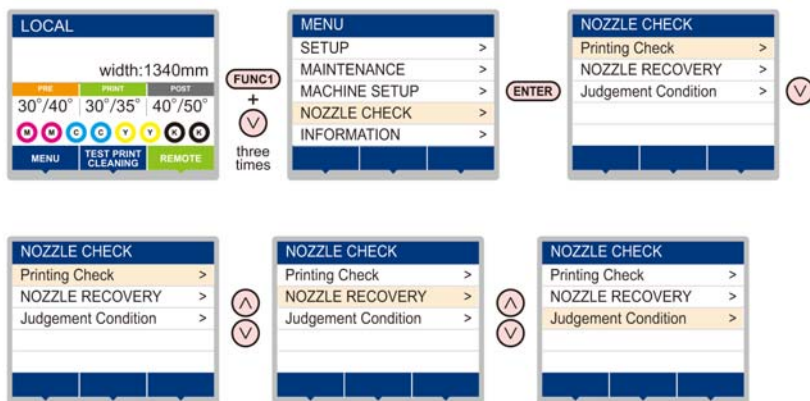 LOCAL
width:1340mm
PRE PRINT POST
30°/40° 30°/35° 40°/50°
M M C C Y Y K K
MENU TEST PRINT CLEANING REMOTE
FUNC1
+
three
times
MENU
SETUP >
MAINTENANCE >
MACHINE SETUP >
NOZZLE CHECK >
INFORMATION >
ENTER
NOZZLE CHECK
Printing Check >
NOZZLE RECOVERY >
Judgement Condition >
NOZZLE CHECK
Printing Check >
NOZZLE RECOVERY >
Judgement Condition >
NOZZLE CHECK
Printing Check >
NOZZLE RECOVERY >
Judgement Condition >
NOZZLE CHECK
Printing Check >
NOZZLE RECOVERY >
Judgement Condition >